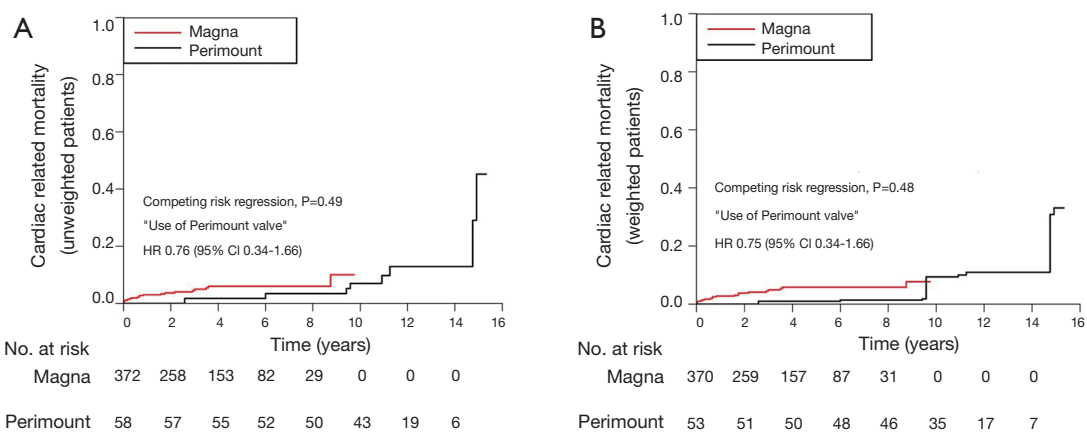 A
Magna
Perimount
Cardiac related mortality
(unweighted patients)
1.0
0.8
0.6
0.4
0.2
0.0
Competing risk regression, P=0.49
"Use of Perimount valve"
HR 0.76 (95% CI 0.34-1.66)
0 2 4 6 8 10 12 14 16
Time (years)
No. at risk
Magna 372 258 153 82 29 0 0 0
Perimount 58 57 55 52 50 43 19 6
B
Magna
Perimount
Cardiac related mortality
(weighted patients)
1.0
0.8
0.6
0.4
0.2
0.0
Competing risk regression, P=0.48
"Use of Perimount valve"
HR 0.75 (95% CI 0.34-1.66)
0 2 4 6 8 10 12 14 16
Time (years)
No. at risk
Magna 370 259 157 87 31 0 0 0
Perimount 53 51 50 48 46 35 17 7